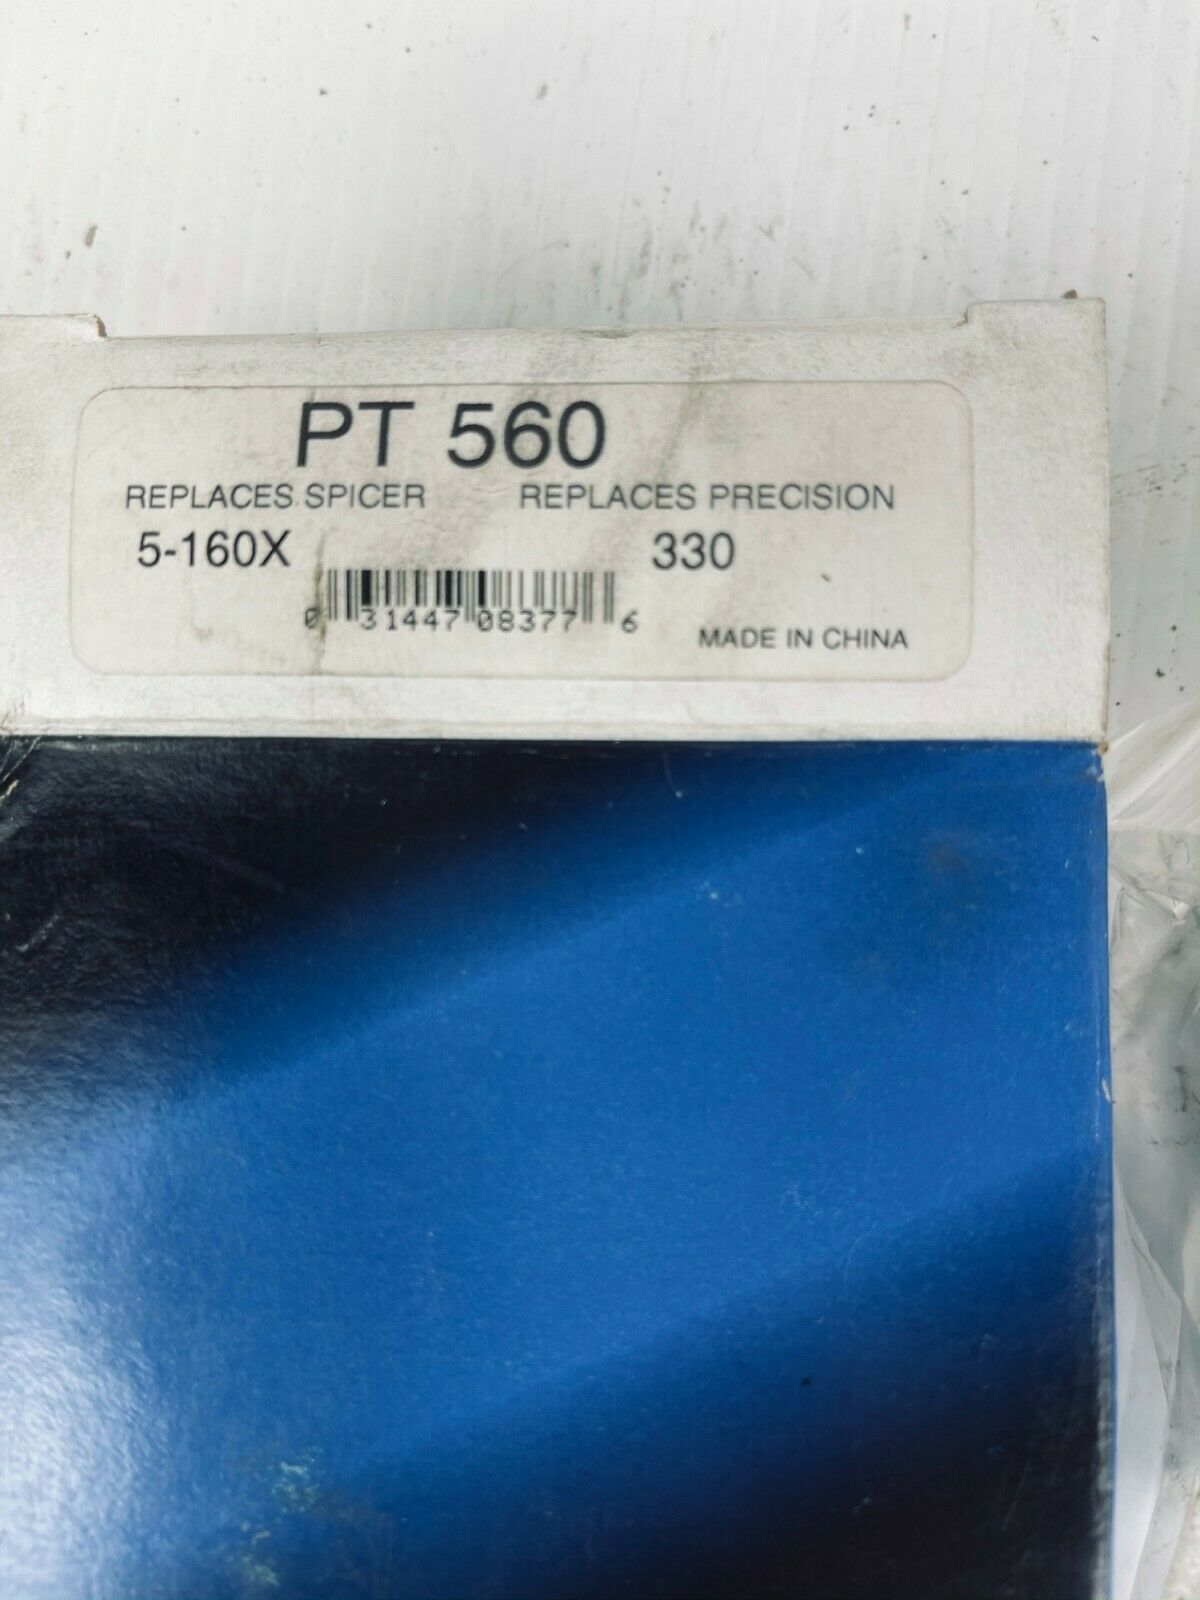 PT 560
REPLACES SPICER REPLACES PRECISION
5-160X 330
0 31447 08377 6
MADE IN CHINA